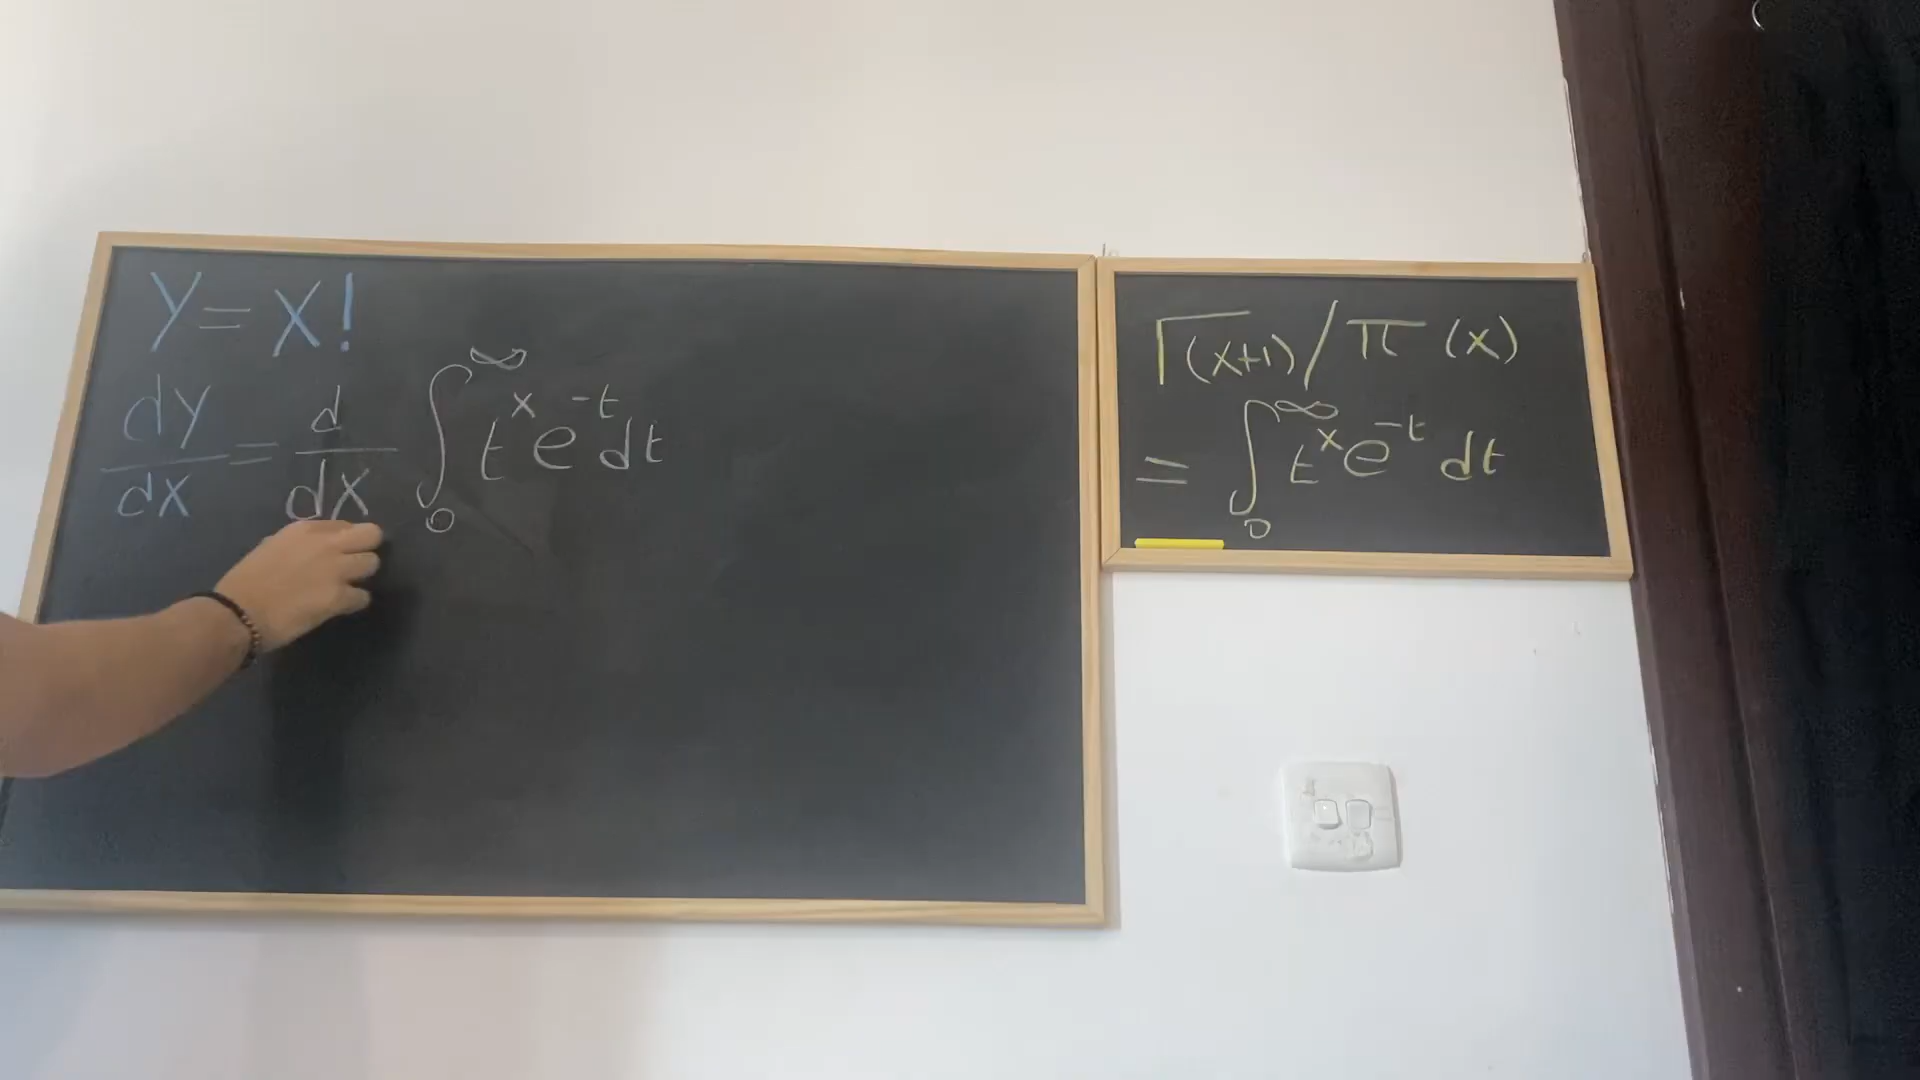 Y = X!
dy/dx = d/dx ∫₀^∞ t^x e^-t dt
Γ(x+1) / π (x)
= ∫₀^∞ t^x e^-t dt